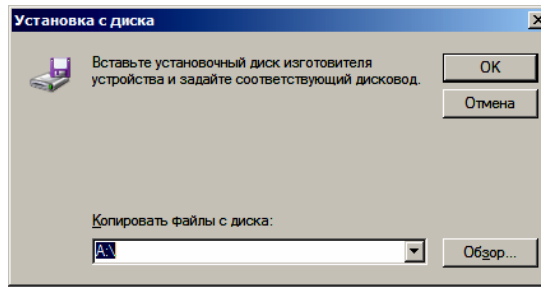 Установка с диска
Вставьте установочный диск изготовителя
устройства и задайте соответствующий дисковод.
OK
Отмена
Копировать файлы с диска:
A:\
Обзор...